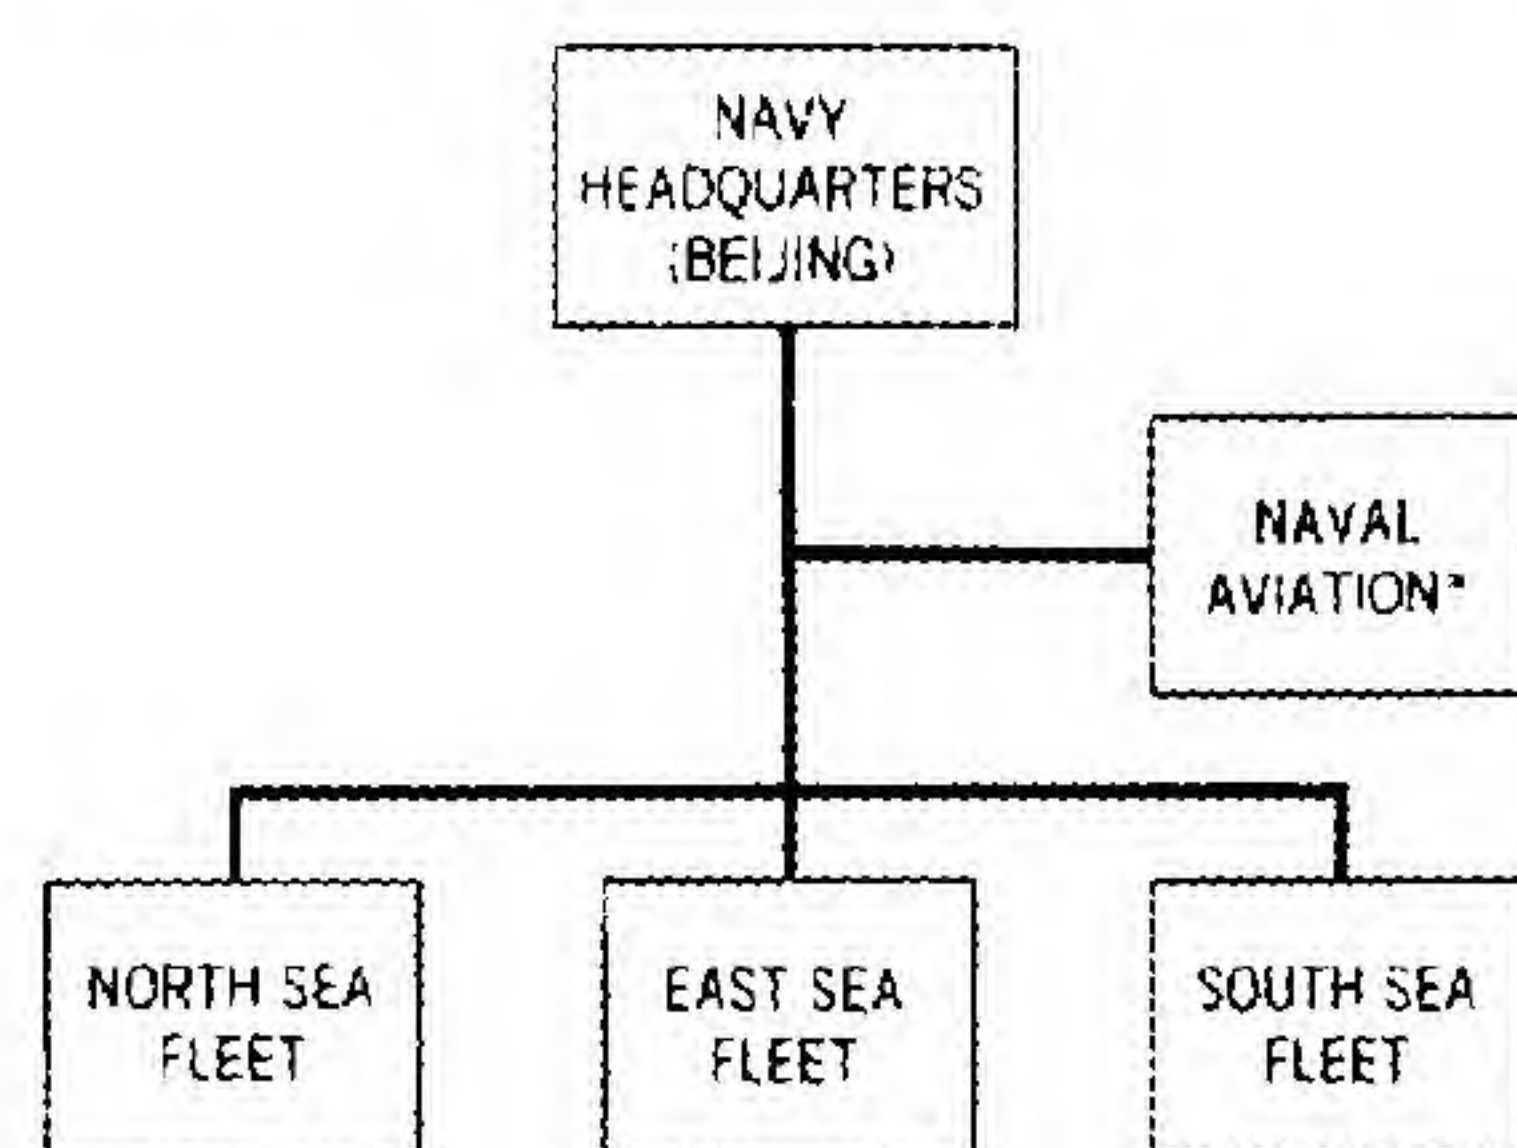 NAVY
HEADQUARTERS
(BEIJING)
NAVAL
AVIATION*
NORTH SEA
FLEET
EAST SEA
FLEET
SOUTH SEA
FLEET